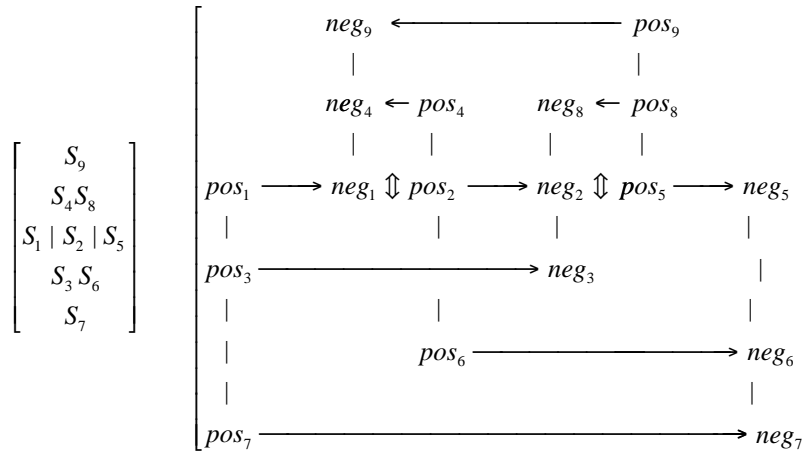 neg₉ ← pos₉
| |
neg₄ ← pos₄ neg₈ ← pos₈
| | | |
S₉
S₄S₈
S₁ | S₂ | S₅
S₃ S₆
S₇
pos₁ → neg₁ ⇕ pos₂ → neg₂ ⇕ pos₅ → neg₅
| | | |
pos₃ → neg₃ |
| | |
| pos₆ → neg₆
| |
pos₇ → neg₇